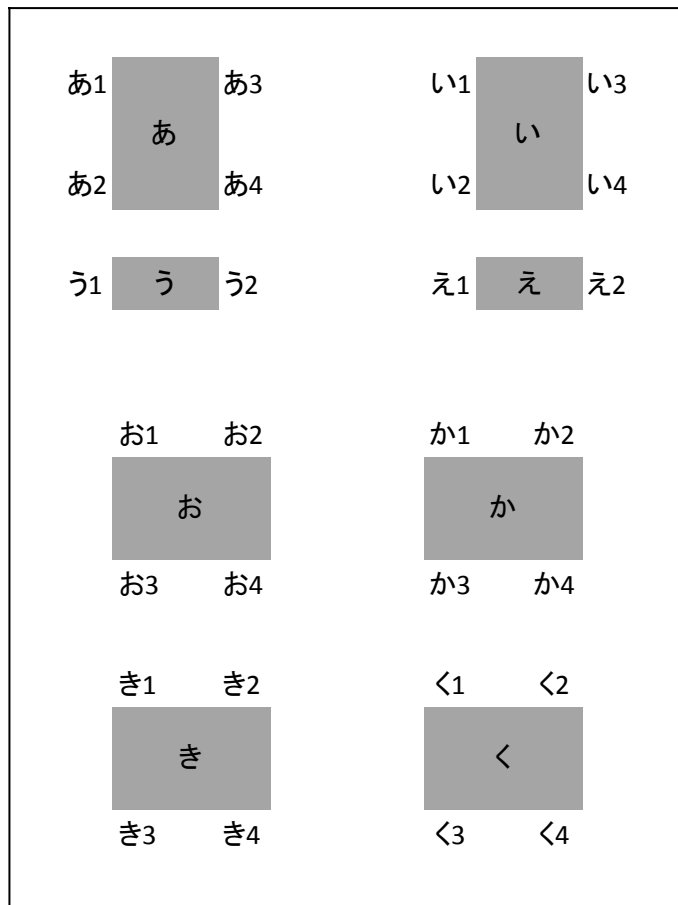 あ1 あ3 い1 い3
あ い
あ2 あ4 い2 い4
う1 う う2 え1 え え2
お1 お2 か1 か2
お か
お3 お4 か3 か4
き1 き2 く1 く2
き く
き3 き4 く3 く4